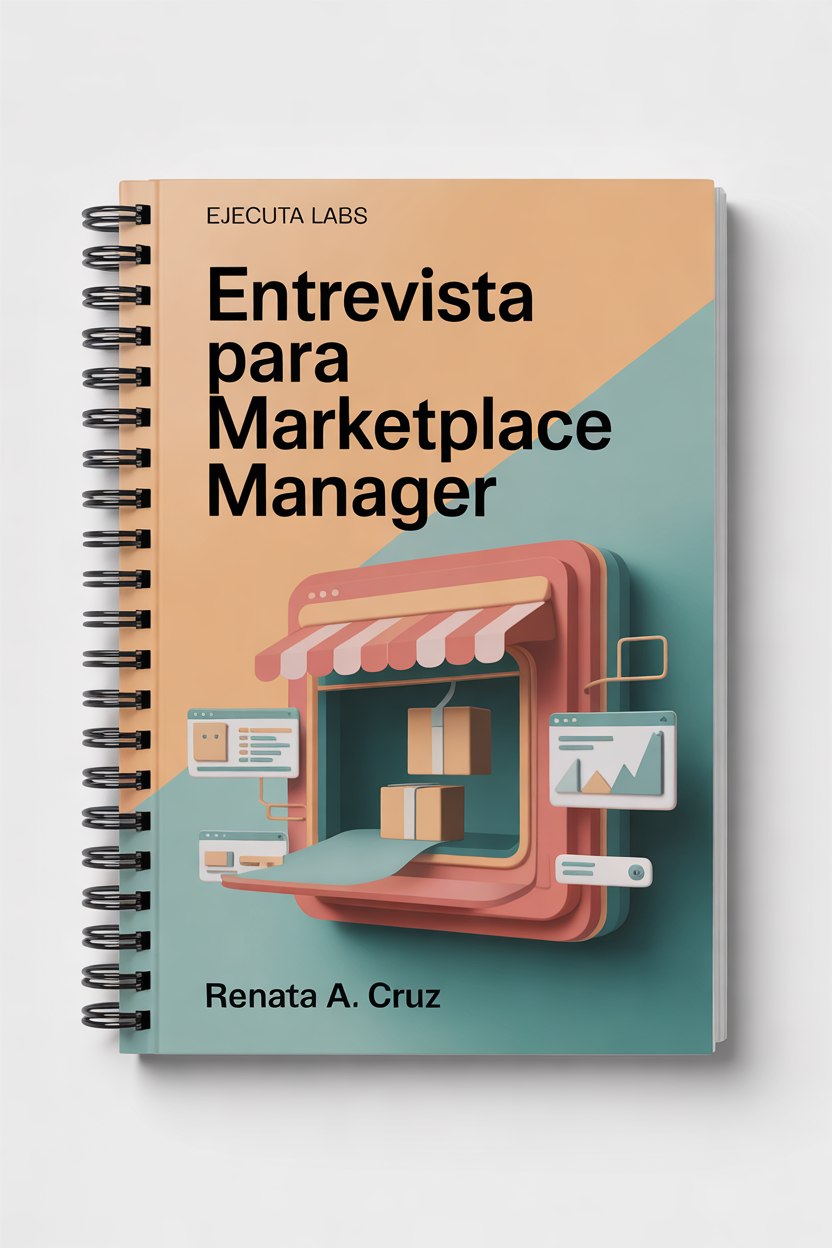 EJECUTA LABS
Entrevista
para
Marketplace
Manager
Renata A. Cruz